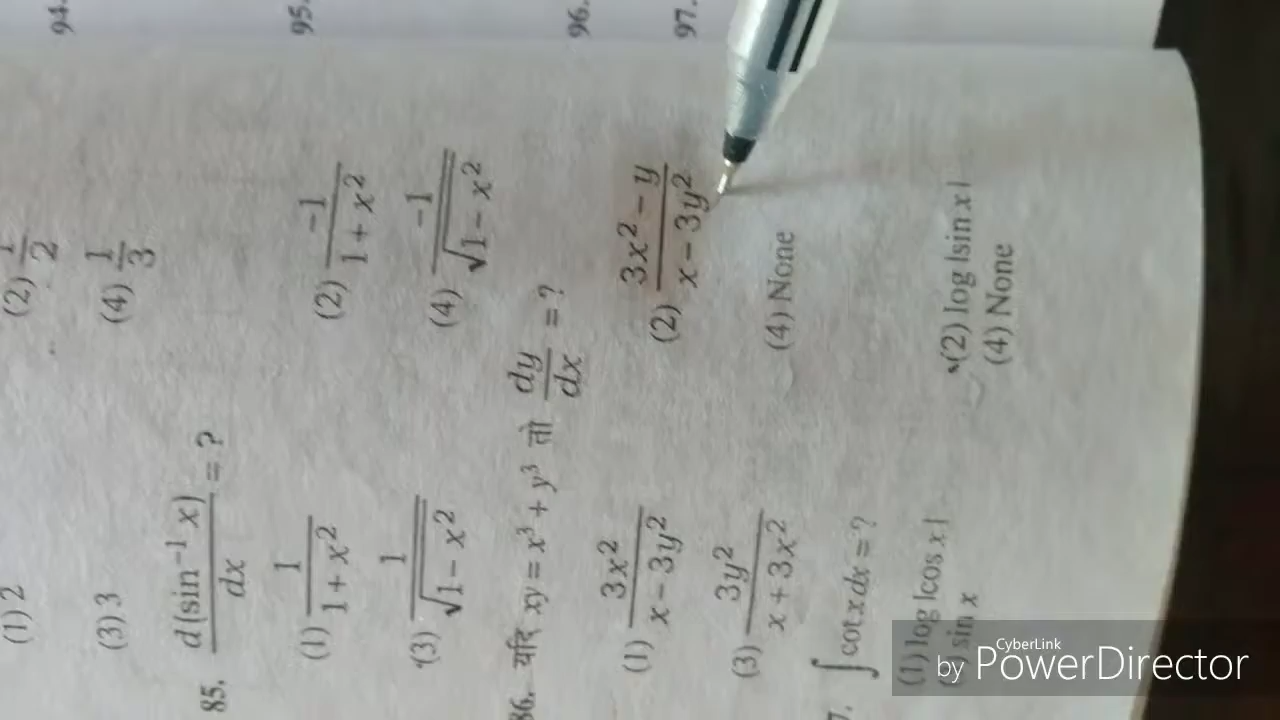 94.
95.
96.
97.
(1) 2 (2) 1/2
(3) 3 (4) 1/3
85. d(sin⁻¹ x)/dx = ?
(1) 1/(1 + x²) (2) -1/(1 + x²)
(3) 1/√(1 - x²) (4) -1/√(1 - x²)
86. यदि xy = x³ + y³ तो dy/dx = ?
(1) 3x²/(x - 3y²) (2) (3x² - y)/(x - 3y²)
(3) 3y²/(x + 3x²) (4) None
7. ∫ cot x dx = ?
(1) log |cos x| (2) log |sin x|
sin x (4) None
CyberLink
by PowerDirector